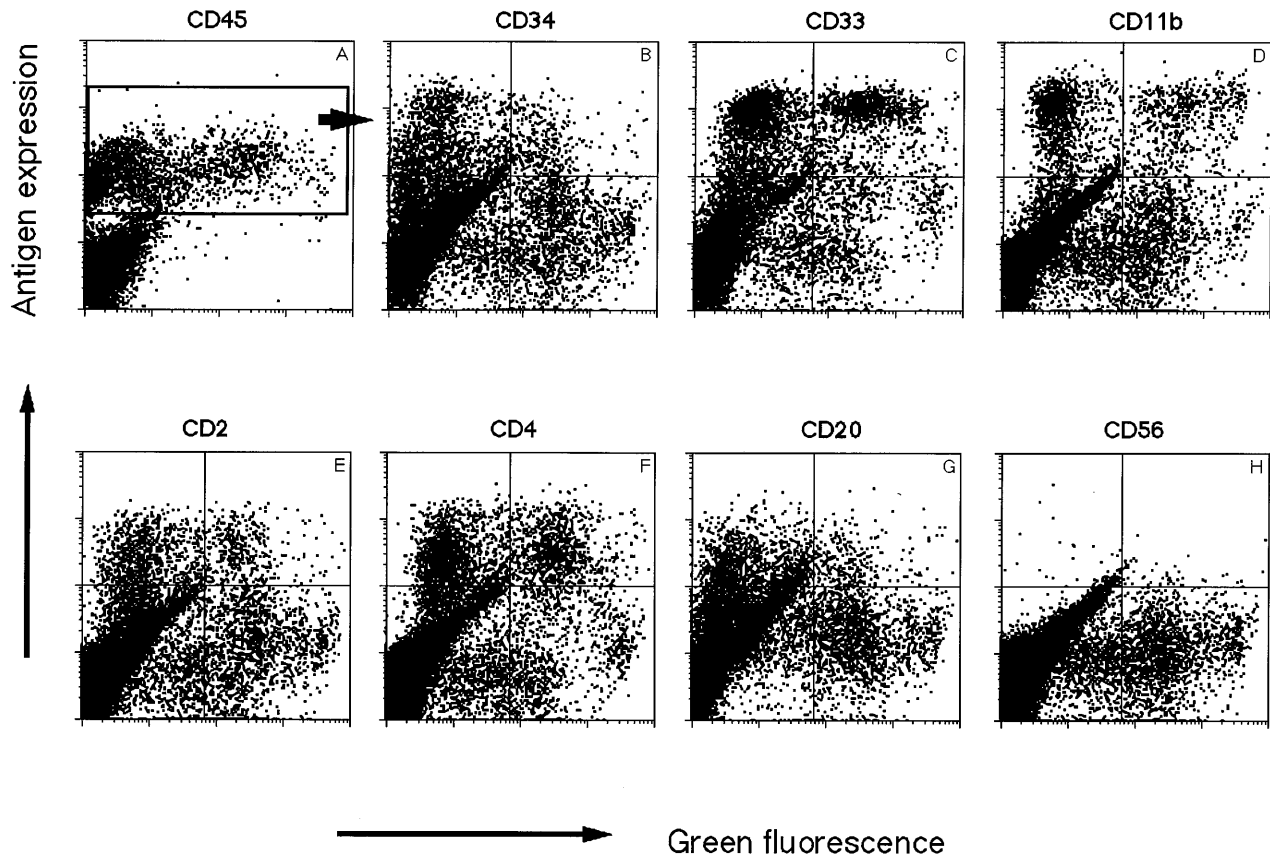 CD45 CD34 CD33 CD11b
A B C D
Antigen expression
CD2 CD4 CD20 CD56
E F G H
Green fluorescence